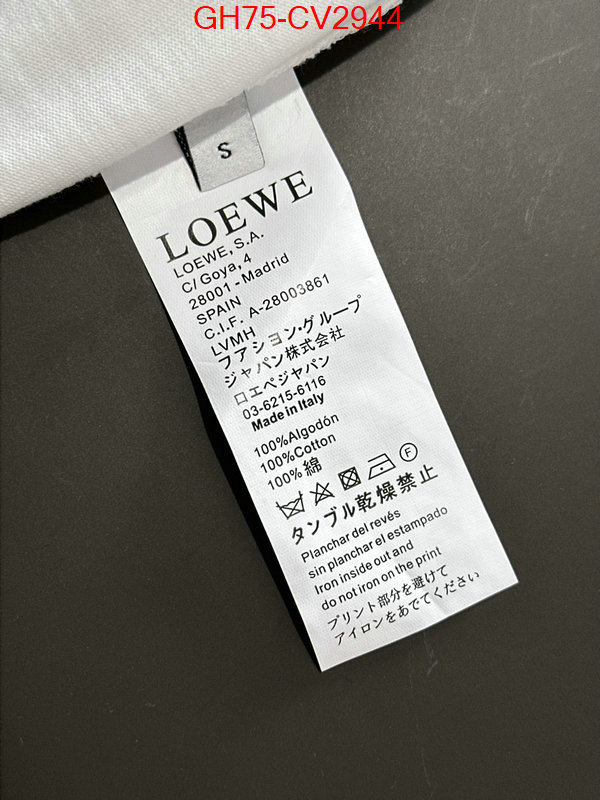 GH75-CV2944
S
LOEWE
LOEWE, S.A.
C/ Goya, 4
28001 - Madrid
SPAIN
C.I.F. A-28003861
LVMH
ファション・グループ
ジャパン株式会社
ロエペジャパン
03-6215-6116
Made in Italy
100%Algodón
100%Cotton
100% 綿
F
タンブル乾燥禁止
Planchar del revés
sin planchar el estampado
Iron inside out and
do not iron on the print
プリント部分を避けて
アイロンをあててください